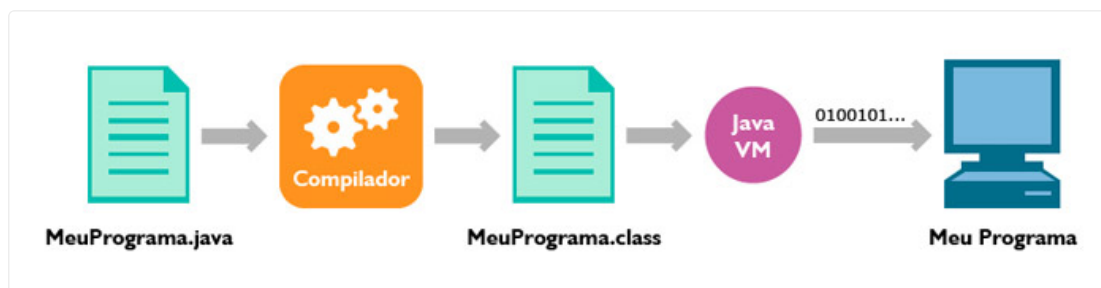 Compilador
Java
VM
0100101...
MeuPrograma.java
MeuPrograma.class
Meu Programa